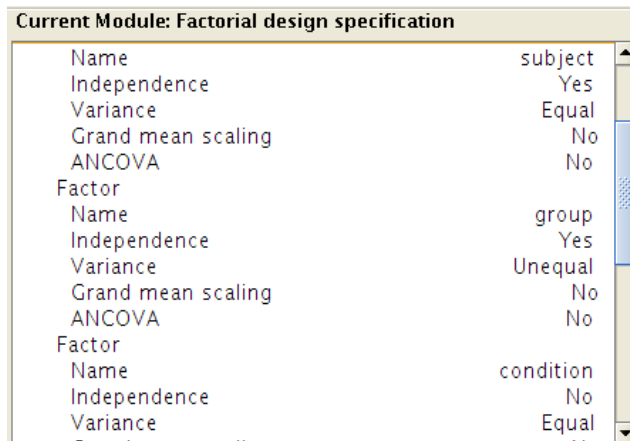 Current Module: Factorial design specification
Name subject
Independence Yes
Variance Equal
Grand mean scaling No
ANCOVA No
Factor
Name group
Independence Yes
Variance Unequal
Grand mean scaling No
ANCOVA No
Factor
Name condition
Independence No
Variance Equal